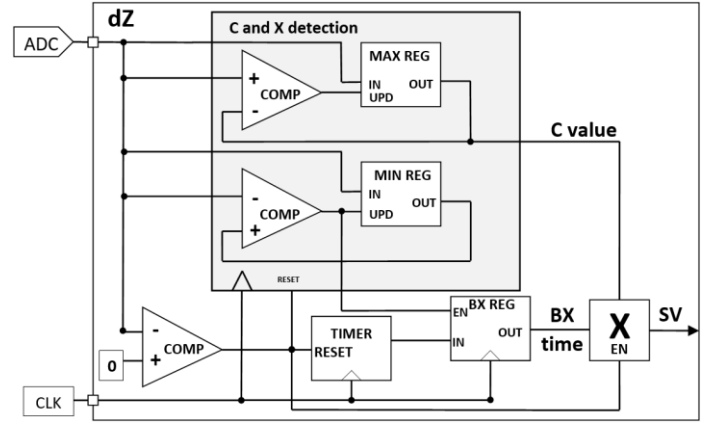 dZ
ADC
C and X detection
MAX REG
+
COMP
-
IN
OUT
UPD
C value
MIN REG
-
COMP
+
IN
UPD
OUT
RESET
BX REG
EN
OUT
IN
-
COMP
+
0
TIMER
RESET
BX
time
X
EN
SV
CLK